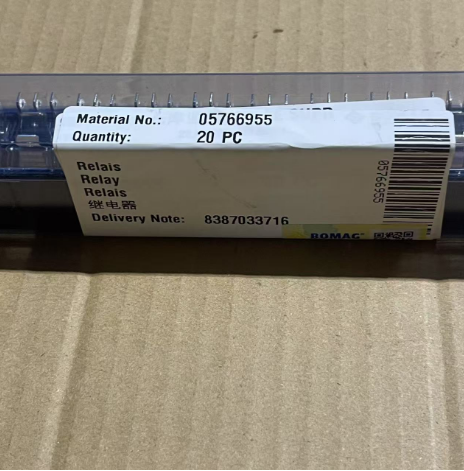 Material No.: 05766955
Quantity: 20 PC
Relais
Relay
Relais
继电器
Delivery Note: 8387033716
05766955
BOMAG